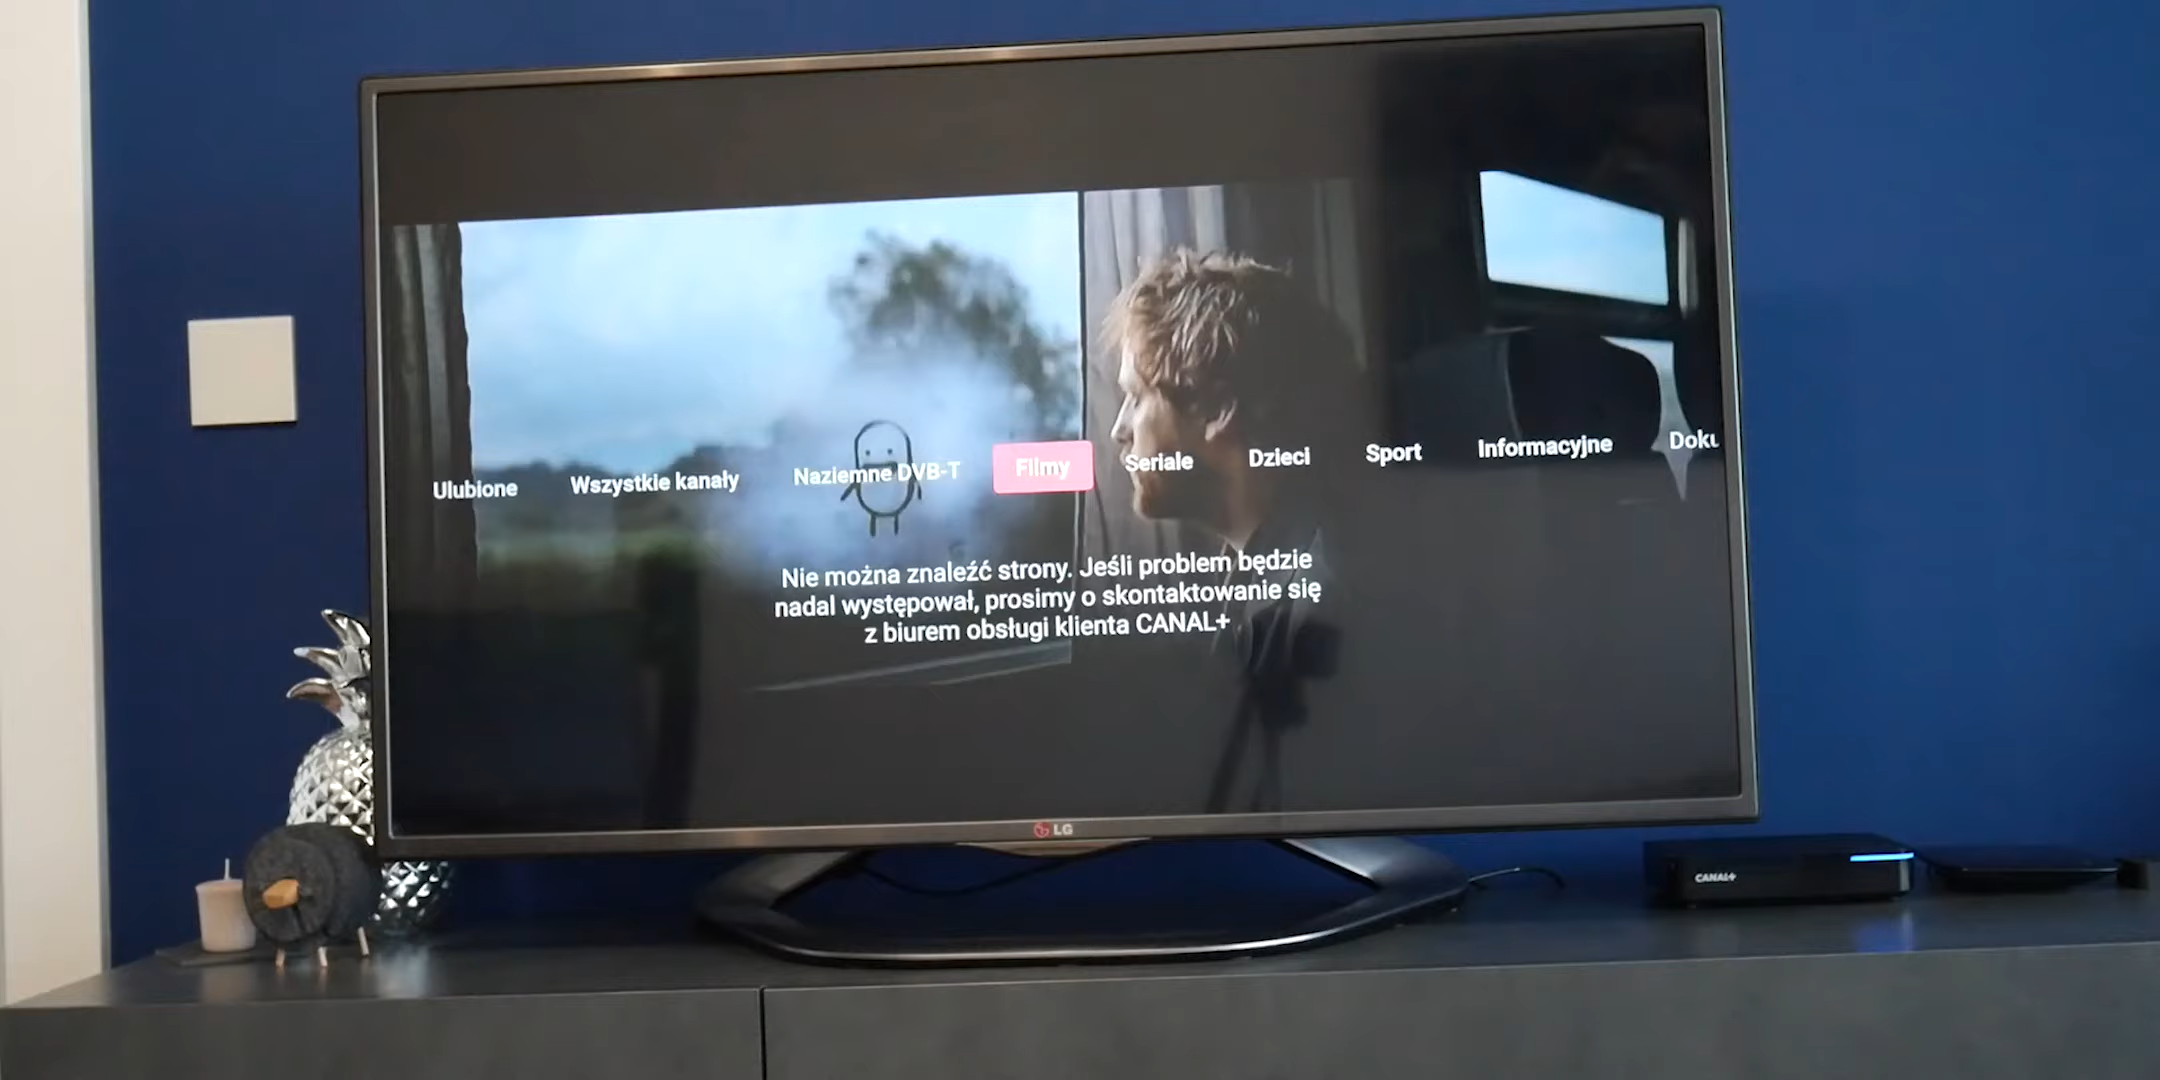 Ulubione Wszystkie kanały Naziemne DVB-T Filmy Seriale Dzieci Sport Informacyjne Doku
Nie można znaleźć strony. Jeśli problem będzie
nadal występował, prosimy o skontaktowanie się
z biurem obsługi klienta CANAL+
LG
CANAL+